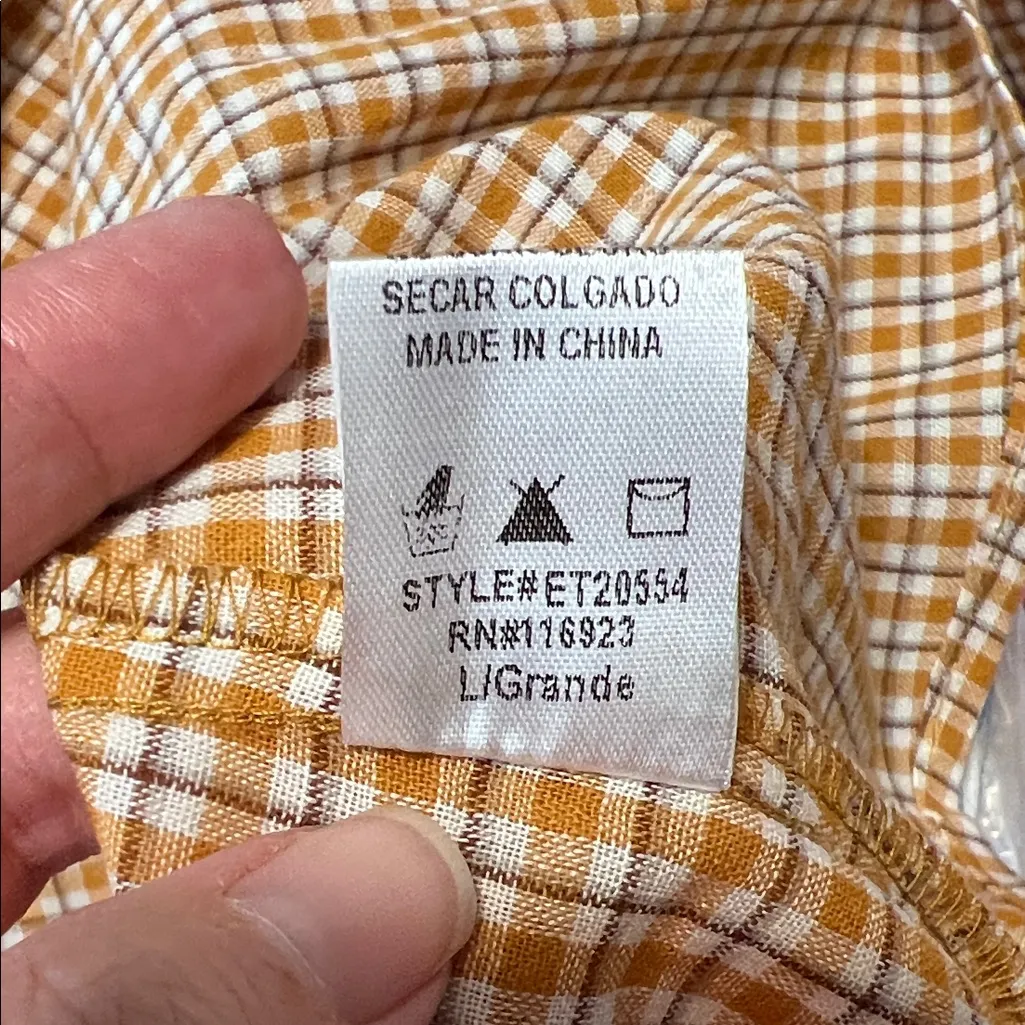 SECAR COLGADO
MADE IN CHINA
STYLE#ET20554
RN#116923
L/Grande